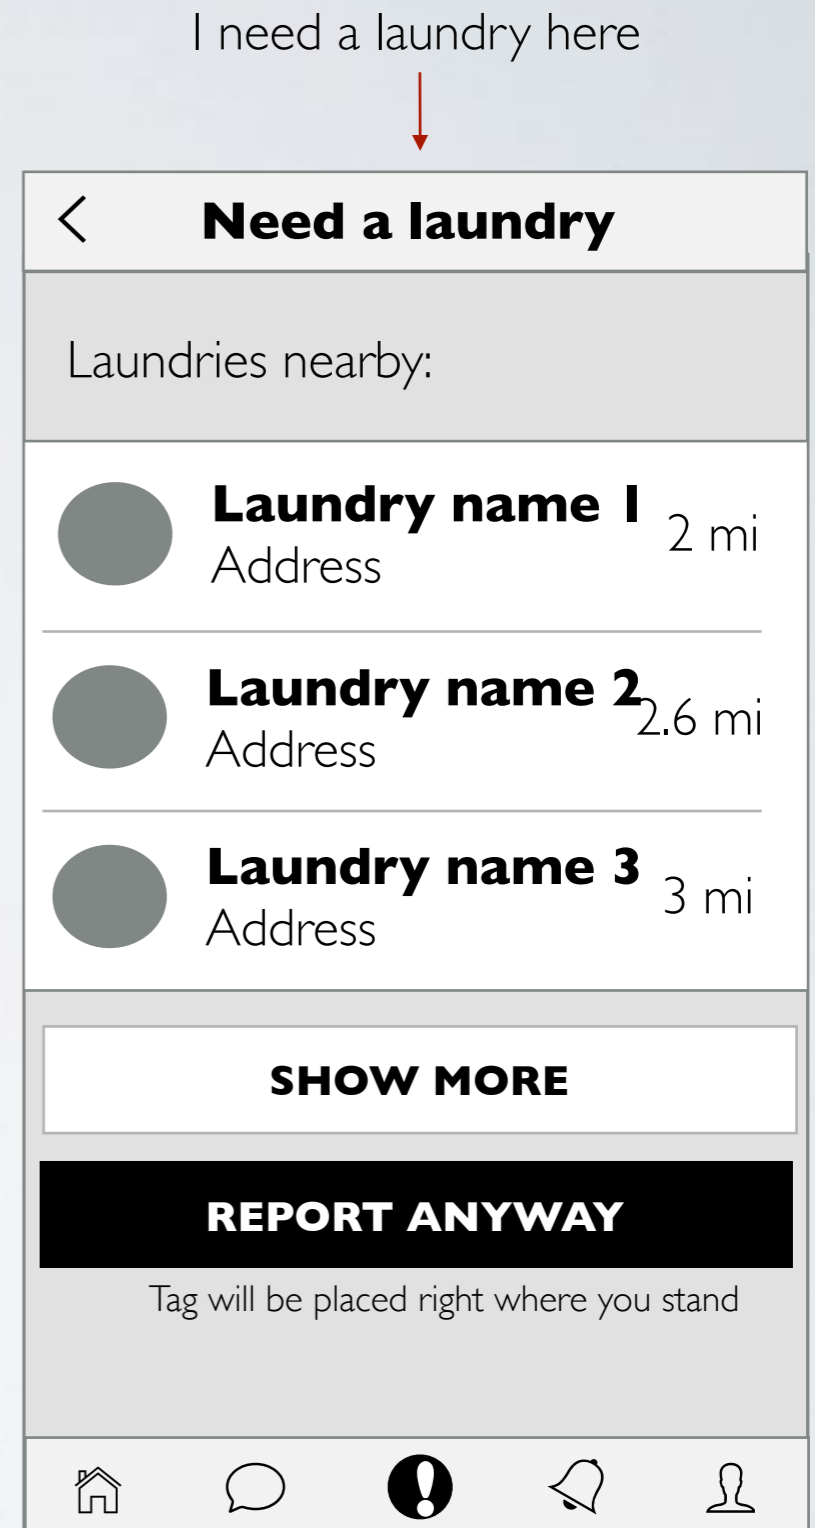 I need a laundry here
Need a laundry
Laundries nearby:
Laundry name 1
Address
2 mi
Laundry name 2
Address
2.6 mi
Laundry name 3
Address
3 mi
SHOW MORE
REPORT ANYWAY
Tag will be placed right where you stand